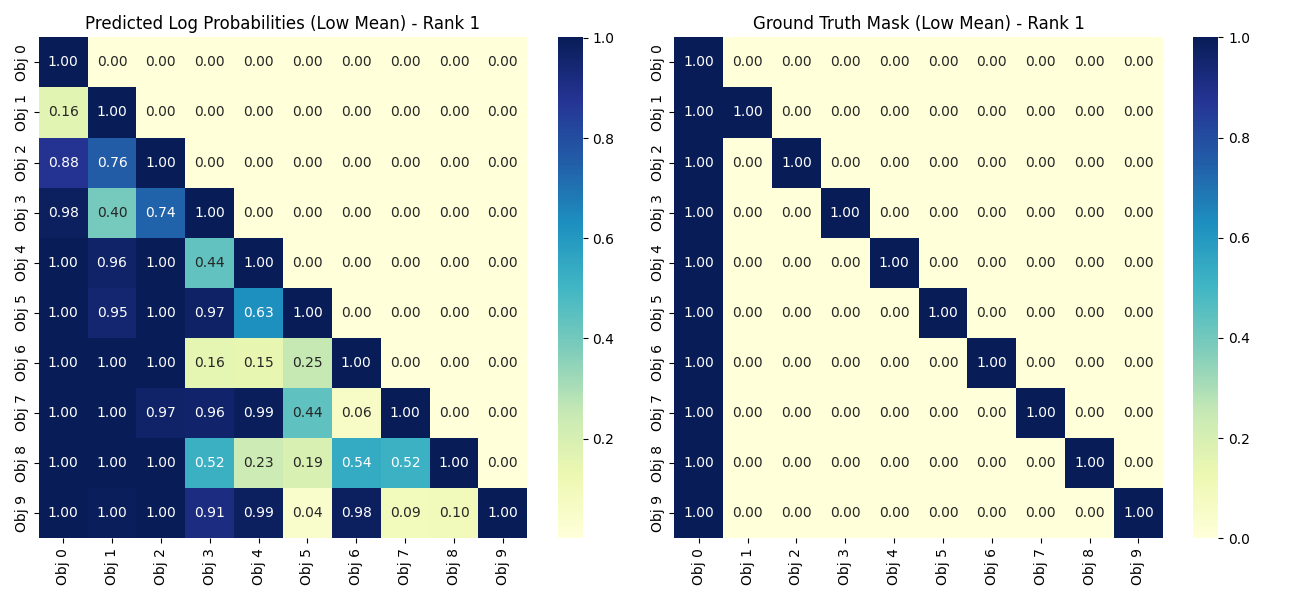 Predicted Log Probabilities (Low Mean) - Rank 1
Obj 0 1.00 0.00 0.00 0.00 0.00 0.00 0.00 0.00 0.00 0.00
Obj 1 0.16 1.00 0.00 0.00 0.00 0.00 0.00 0.00 0.00 0.00
Obj 2 0.88 0.76 1.00 0.00 0.00 0.00 0.00 0.00 0.00 0.00
Obj 3 0.98 0.40 0.74 1.00 0.00 0.00 0.00 0.00 0.00 0.00
Obj 4 1.00 0.96 1.00 0.44 1.00 0.00 0.00 0.00 0.00 0.00
Obj 5 1.00 0.95 1.00 0.97 0.63 1.00 0.00 0.00 0.00 0.00
Obj 6 1.00 1.00 1.00 0.16 0.15 0.25 1.00 0.00 0.00 0.00
Obj 7 1.00 1.00 0.97 0.96 0.99 0.44 0.06 1.00 0.00 0.00
Obj 8 1.00 1.00 1.00 0.52 0.23 0.19 0.54 0.52 1.00 0.00
Obj 9 1.00 1.00 1.00 0.91 0.99 0.04 0.98 0.09 0.10 1.00
Obj 0 Obj 1 Obj 2 Obj 3 Obj 4 Obj 5 Obj 6 Obj 7 Obj 8 Obj 9
1.0
0.8
0.6
0.4
0.2
Ground Truth Mask (Low Mean) - Rank 1
Obj 0 1.00 0.00 0.00 0.00 0.00 0.00 0.00 0.00 0.00 0.00
Obj 1 1.00 1.00 0.00 0.00 0.00 0.00 0.00 0.00 0.00 0.00
Obj 2 1.00 0.00 1.00 0.00 0.00 0.00 0.00 0.00 0.00 0.00
Obj 3 1.00 0.00 0.00 1.00 0.00 0.00 0.00 0.00 0.00 0.00
Obj 4 1.00 0.00 0.00 0.00 1.00 0.00 0.00 0.00 0.00 0.00
Obj 5 1.00 0.00 0.00 0.00 0.00 1.00 0.00 0.00 0.00 0.00
Obj 6 1.00 0.00 0.00 0.00 0.00 0.00 1.00 0.00 0.00 0.00
Obj 7 1.00 0.00 0.00 0.00 0.00 0.00 0.00 1.00 0.00 0.00
Obj 8 1.00 0.00 0.00 0.00 0.00 0.00 0.00 0.00 1.00 0.00
Obj 9 1.00 0.00 0.00 0.00 0.00 0.00 0.00 0.00 0.00 1.00
Obj 0 Obj 1 Obj 2 Obj 3 Obj 4 Obj 5 Obj 6 Obj 7 Obj 8 Obj 9
1.0
0.8
0.6
0.4
0.2
0.0